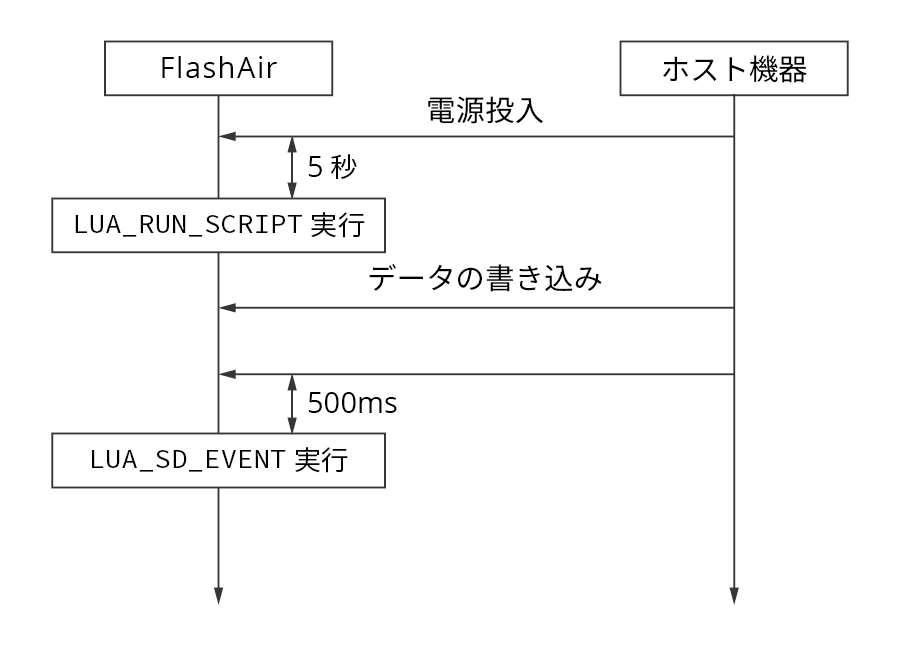 FlashAir
ホスト機器
電源投入
5 秒
LUA_RUN_SCRIPT 実行
データの書き込み
500ms
LUA_SD_EVENT 実行